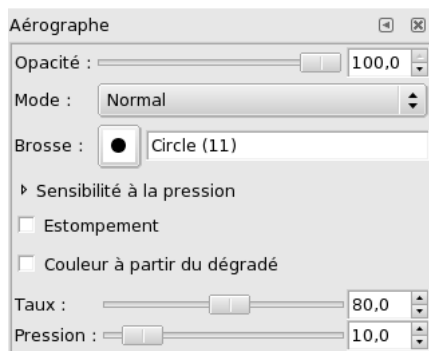 Aérographe
Opacité : 100,0
Mode : Normal
Brosse : Circle (11)
Sensibilité à la pression
Estompement
Couleur à partir du dégradé
Taux : 80,0
Pression : 10,0